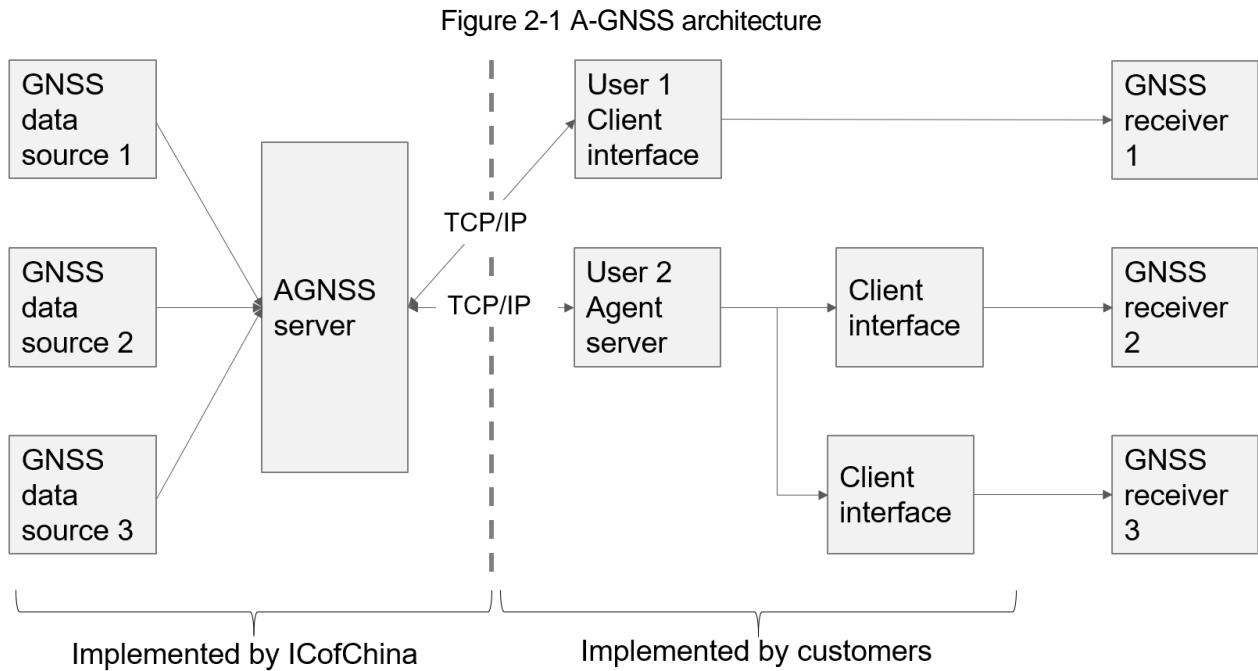 Figure 2-1 A-GNSS architecture
GNSS
data
source 1
GNSS
data
source 2
GNSS
data
source 3
AGNSS
server
TCP/IP
TCP/IP
User 1
Client
interface
User 2
Agent
server
Client
interface
Client
interface
GNSS
receiver
1
GNSS
receiver
2
GNSS
receiver
3
Implemented by ICofChina
Implemented by customers